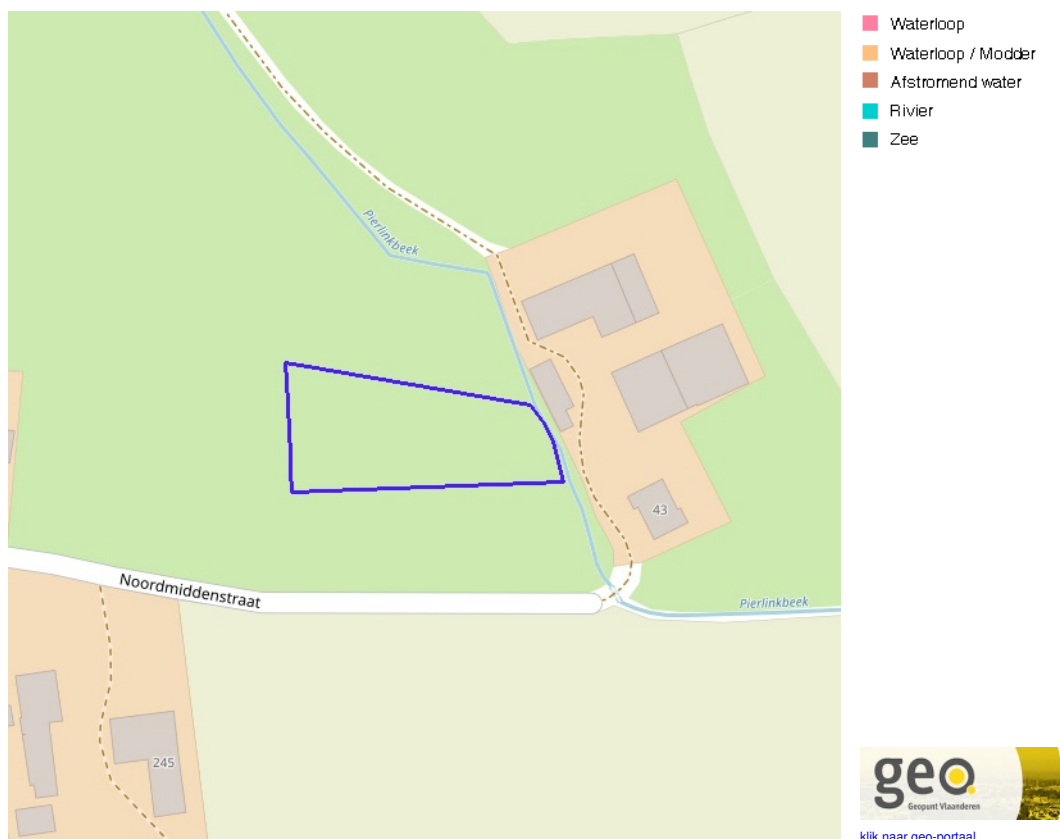 Waterloop
Waterloop / Modder
Afstromend water
Rivier
Zee
Pierlinkbeek
43
Noordmiddenstraat
Pierlinkbeek
245
geo
Geopunt Vlaanderen
klik naar geo-portaal